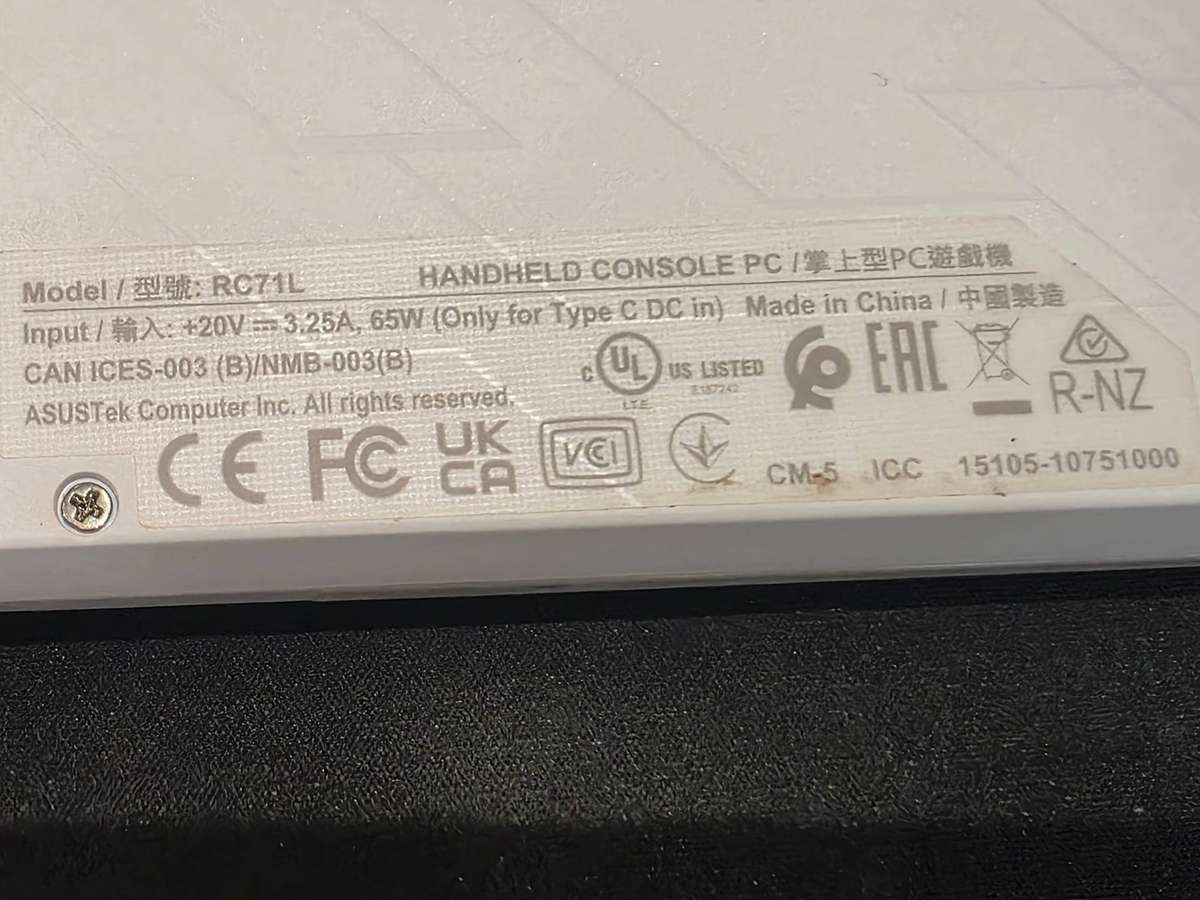 Model / 型號: RC71L HANDHELD CONSOLE PC / 掌上型PC遊戲機
Input / 輸入: +20V ⎓ 3.25A, 65W (Only for Type C DC in) Made in China / 中國製造
CAN ICES-003 (B)/NMB-003(B)
c UL US LISTED
E187242
I.T.E.
EAC
R-NZ
ASUSTek Computer Inc. All rights reserved.
CE FC UK CA VCI CM-5 ICC 15105-10751000